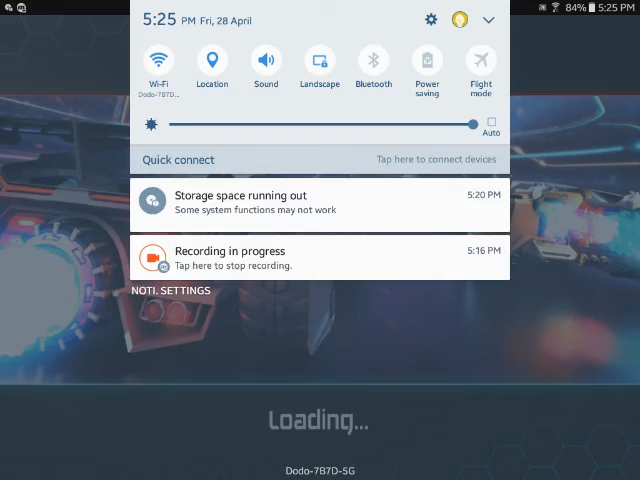 84% 5:25 PM
5:25 PM Fri, 28 April
Wi-Fi Location Sound Landscape Bluetooth Power saving Flight mode
Dodo-7B7D...
Auto
Quick connect Tap here to connect devices
Storage space running out 5:20 PM
Some system functions may not work
Recording in progress 5:16 PM
Tap here to stop recording.
NOTI. SETTINGS
Loading...
Dodo-7B7D-5G